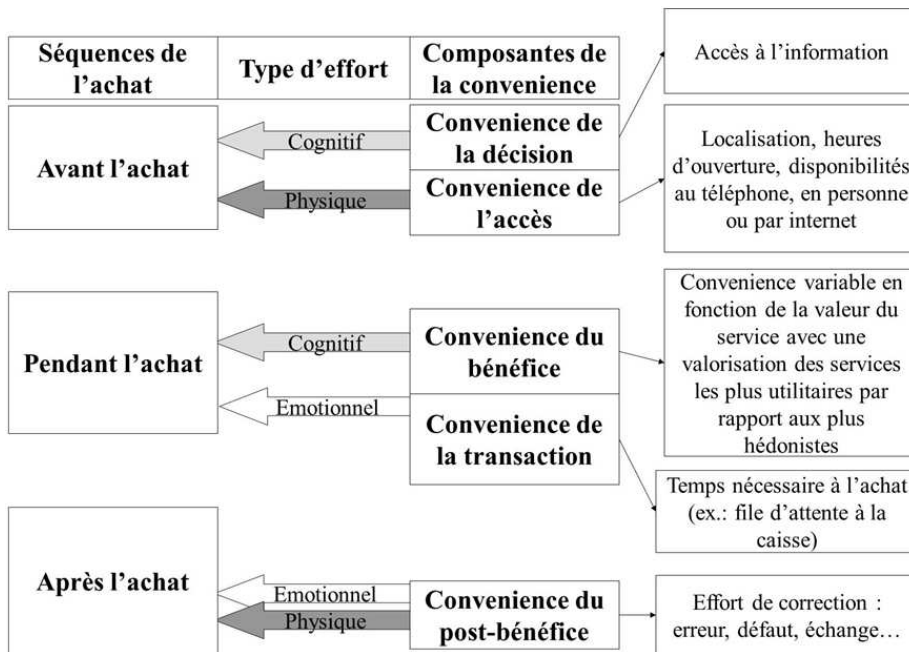 Séquences de
l'achat
Type d'effort
Composantes de
la convenience
Accès à l'information
Avant l'achat
Cognitif
Convenience de
la décision
Physique
Convenience de
l'accès
Localisation, heures
d'ouverture, disponibilités
au téléphone, en personne
ou par internet
Pendant l'achat
Cognitif
Convenience du
bénéfice
Convenience variable en
fonction de la valeur du
service avec une
valorisation des services
les plus utilitaires par
rapport aux plus
hédonistes
Emotionnel
Convenience de
la transaction
Temps nécessaire à l'achat
(ex.: file d'attente à la
caisse)
Après l'achat
Emotionnel
Physique
Convenience du
post-bénéfice
Effort de correction :
erreur, défaut, échange…